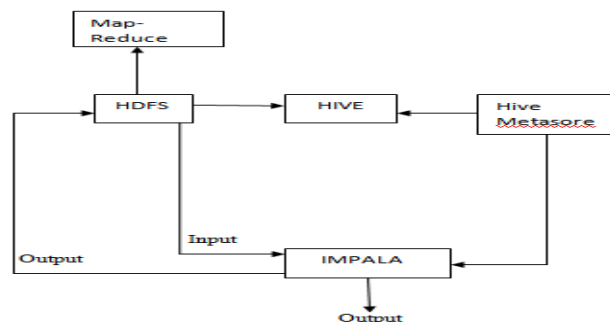 Map-
Reduce
HDFS
HIVE
Hive
Metasore
Input
Output
IMPALA
Output